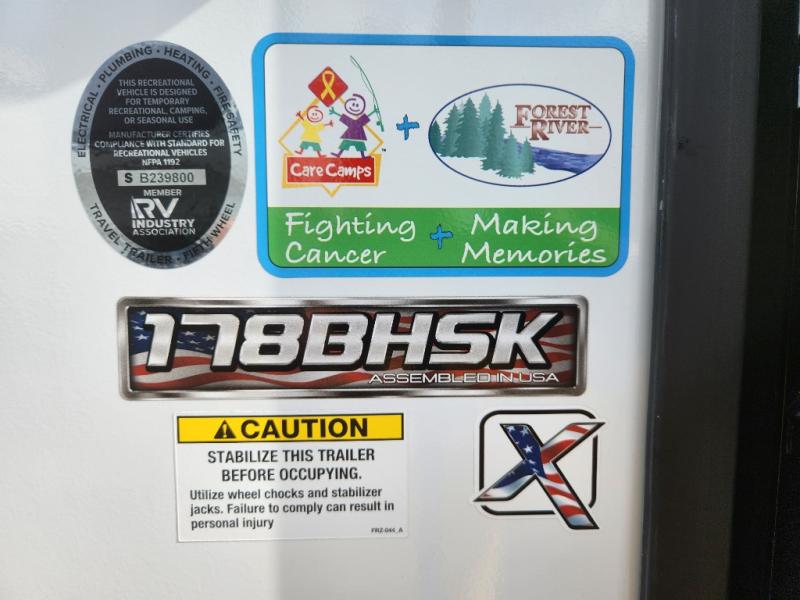 ELECTRICAL • PLUMBING • HEATING • FIRE SAFETY
THIS RECREATIONAL
VEHICLE IS DESIGNED
FOR TEMPORARY
RECREATIONAL, CAMPING,
OR SEASONAL USE
MANUFACTURER CERTIFIES
COMPLIANCE WITH STANDARD FOR
RECREATIONAL VEHICLES
NFPA 1192
S B239800
MEMBER
RV
INDUSTRY
ASSOCIATION
TRAVEL TRAILER • FIFTH WHEEL
Care Camps™
+
FOREST
RIVER
Fighting
Cancer
+
Making
Memories
178BHSK
ASSEMBLED IN USA
CAUTION
STABILIZE THIS TRAILER
BEFORE OCCUPYING.
Utilize wheel chocks and stabilizer
jacks. Failure to comply can result in
personal injury
FRZ-044_A
X